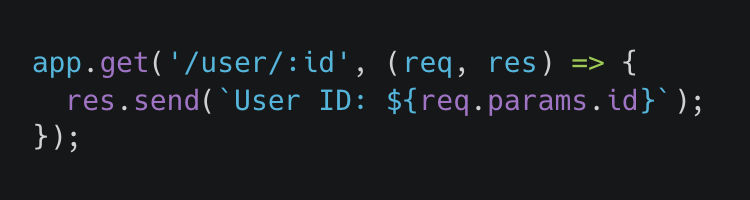 app.get('/user/:id', (req, res) => {
  res.send(`User ID: ${req.params.id}`);
});